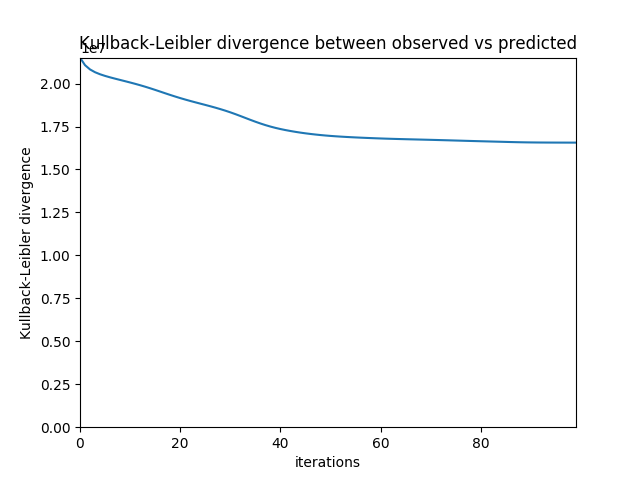 Kullback-Leibler divergence between observed vs predicted
1e7
2.00
1.75
1.50
1.25
1.00
0.75
0.50
0.25
0.00
Kullback-Leibler divergence
0 20 40 60 80
iterations